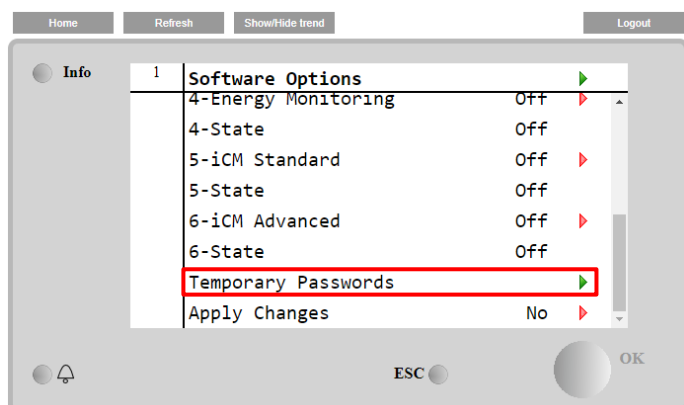 Home Refresh Show/Hide trend Logout
Info
1 Software Options
4-Energy Monitoring Off
4-State Off
5-iCM Standard Off
5-State Off
6-iCM Advanced Off
6-State Off
Temporary Passwords
Apply Changes No
ESC OK